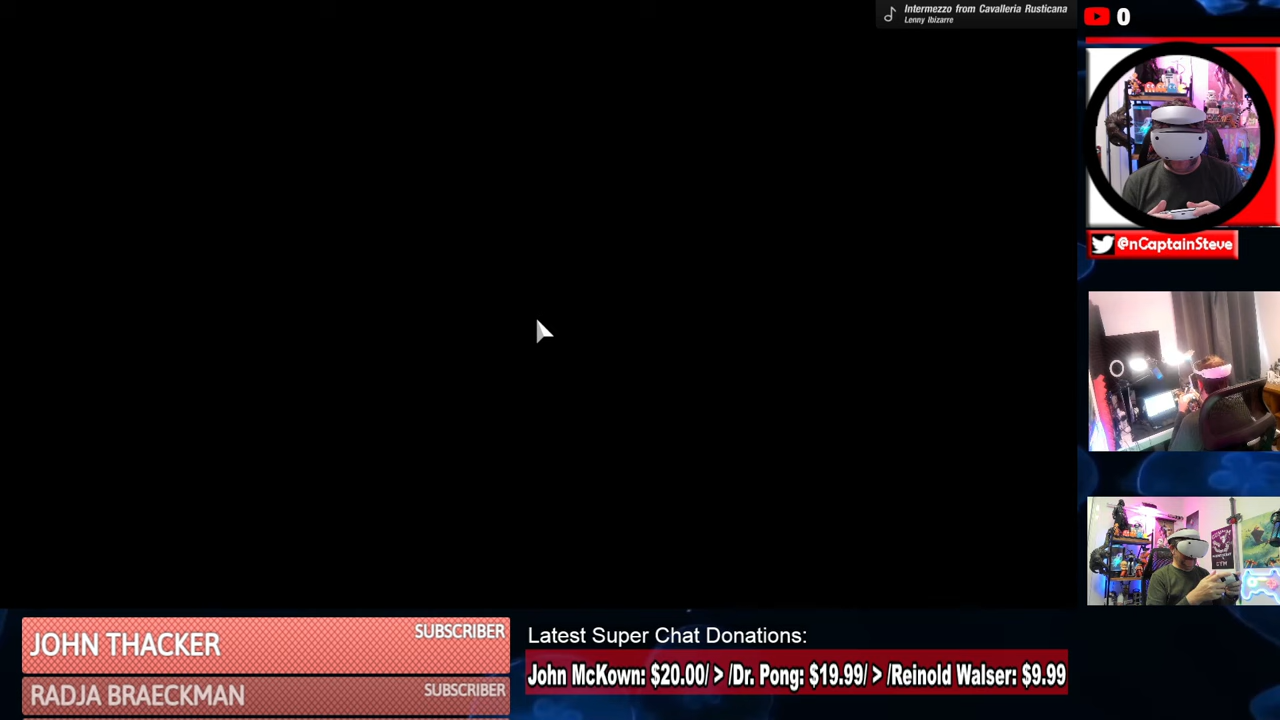 Intermezzo from Cavalleria Rusticana
Lenny Ibizarre
0
@nCaptainSteve
JOHN THACKER
SUBSCRIBER
RADJA BRAECKMAN
SUBSCRIBER
Latest Super Chat Donations:
John McKown: $20.00/ > /Dr. Pong: $19.99/ > /Reinold Walser: $9.99